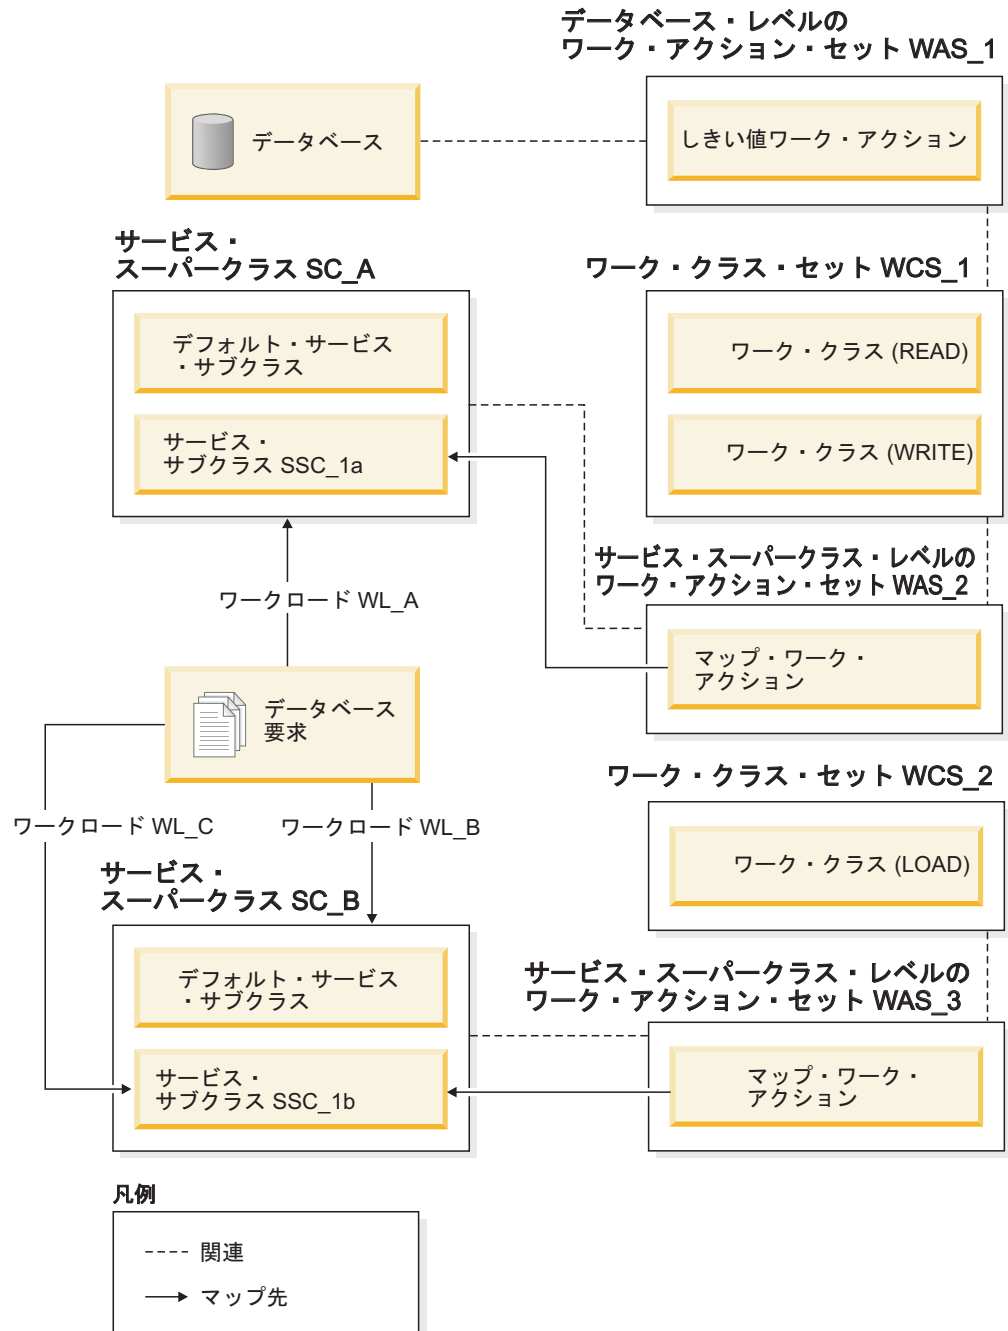 データベース・レベルの
ワーク・アクション・セット WAS_1
データベース
しきい値ワーク・アクション
サービス・
スーパークラス SC_A
ワーク・クラス・セット WCS_1
デフォルト・サービス
・サブクラス
ワーク・クラス (READ)
サービス・
サブクラス SSC_1a
ワーク・クラス (WRITE)
サービス・スーパークラス・レベルの
ワーク・アクション・セット WAS_2
ワークロード WL_A
マップ・ワーク・
アクション
データベース
要求
ワーク・クラス・セット WCS_2
ワークロード WL_C
ワークロード WL_B
ワーク・クラス (LOAD)
サービス・
スーパークラス SC_B
サービス・スーパークラス・レベルの
ワーク・アクション・セット WAS_3
デフォルト・サービス
・サブクラス
サービス・
サブクラス SSC_1b
マップ・ワーク・
アクション
凡例
関連
マップ先